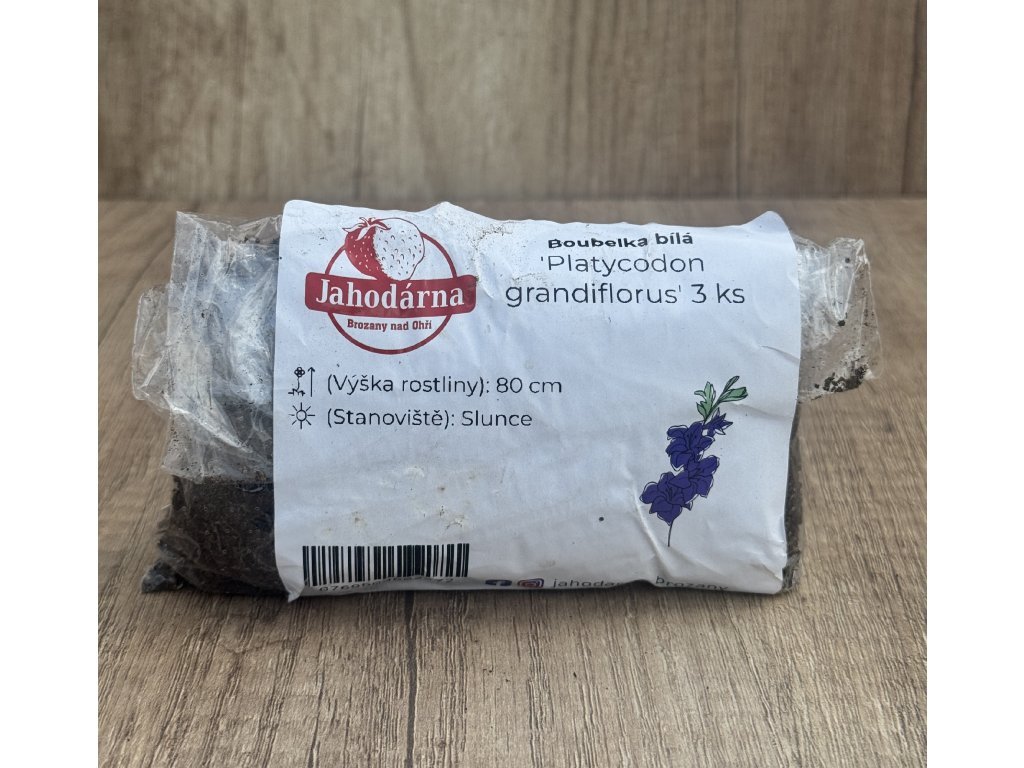 Jahodárna
Brozany nad Ohří
Boubelka bílá
'Platycodon
grandiflorus' 3 ks
(Výška rostliny): 80 cm
(Stanoviště): Slunce